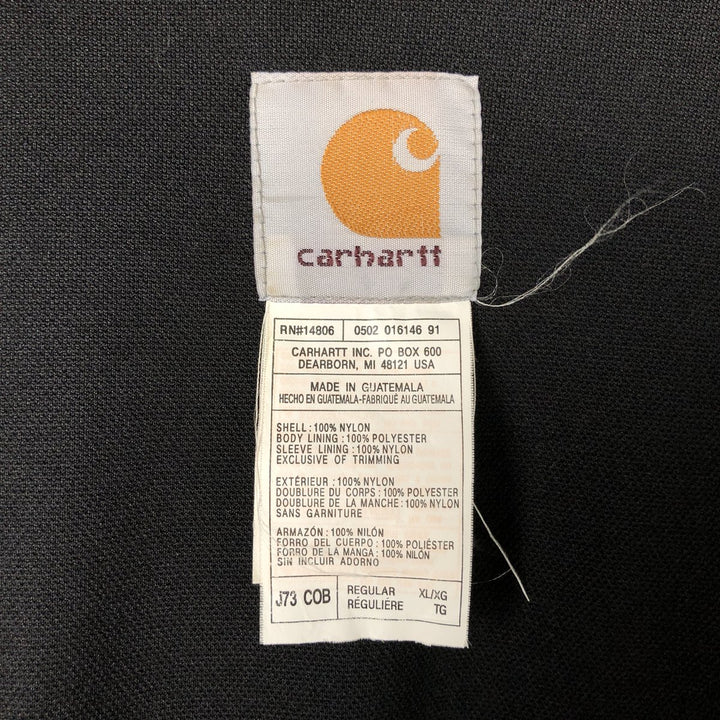 carhartt
RN#14806 0502 016146 91
CARHARTT INC. PO BOX 600
DEARBORN, MI 48121 USA
MADE IN GUATEMALA
HECHO EN GUATEMALA-FABRIQUÉ AU GUATEMALA
SHELL : 100% NYLON
BODY LINING : 100% POLYESTER
SLEEVE LINING : 100% NYLON
EXCLUSIVE OF TRIMMING
EXTÉRIEUR : 100% NYLON
DOUBLURE DU CORPS : 100% POLYESTER
DOUBLURE DE LA MANCHE : 100% NYLON
SANS GARNITURE
ARMAZÓN : 100% NILÓN
FORRO DEL CUERPO : 100% POLIÉSTER
FORRO DE LA MANGA : 100% NILÓN
SIN INCLUIR ADORNO
J73 COB REGULAR XL/XG
RÉGULIÈRE TG